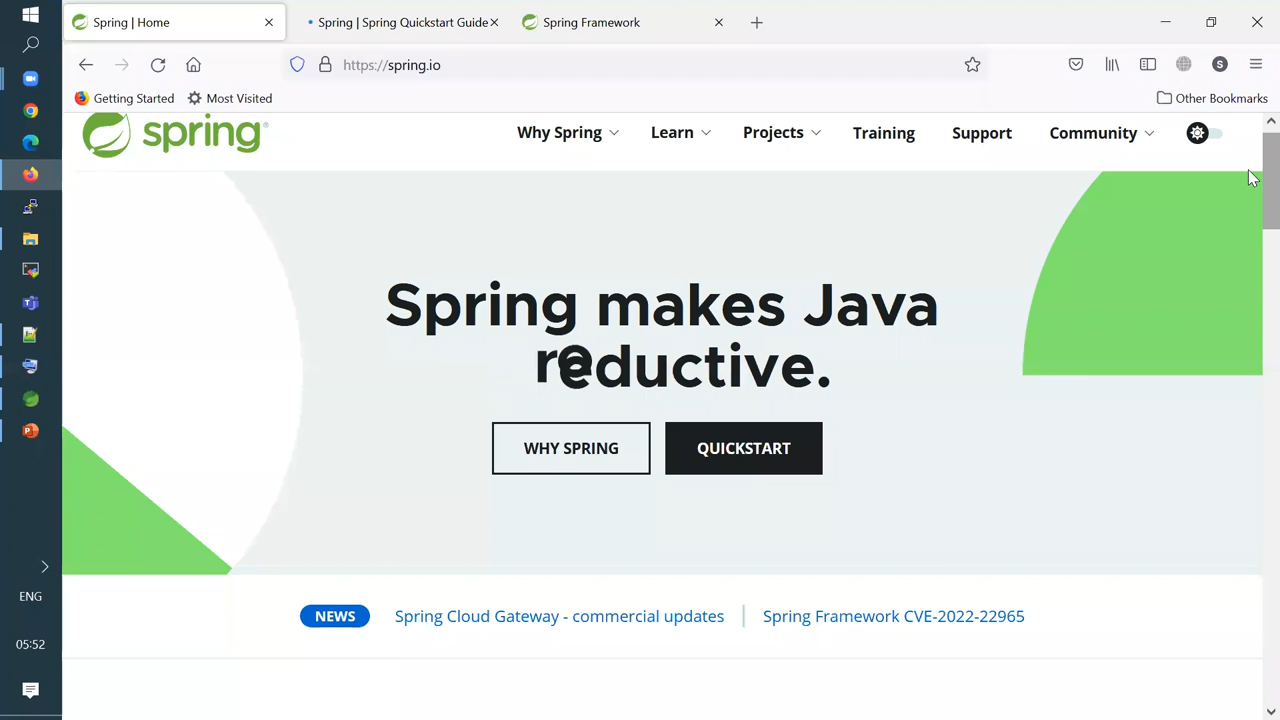 Spring | Home
Spring | Spring Quickstart Guide
Spring Framework
https://spring.io
S
Getting Started
Most Visited
Other Bookmarks
spring
Why Spring
Learn
Projects
Training
Support
Community
Spring makes Java
reductive.
WHY SPRING
QUICKSTART
NEWS
Spring Cloud Gateway - commercial updates
Spring Framework CVE-2022-22965
ENG
05:52